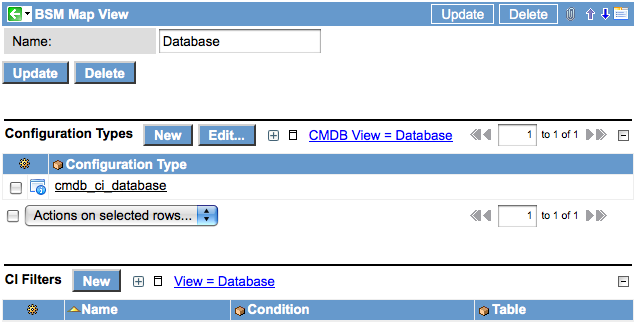 BSM Map View Update Delete
Name: Database
Update Delete
Configuration Types New Edit... CMDB View = Database 1 to 1 of 1
Configuration Type
cmdb_ci_database
Actions on selected rows... 1 to 1 of 1
CI Filters New View = Database
Name Condition Table